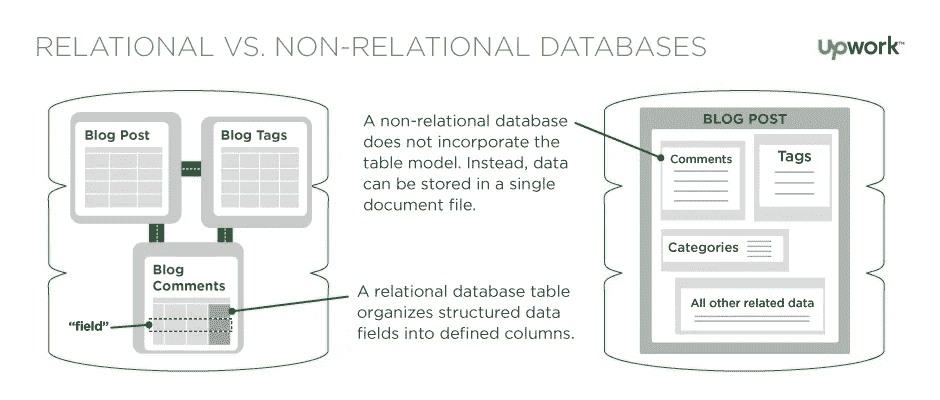 RELATIONAL VS. NON-RELATIONAL DATABASES
Upwork™
Blog Post
Blog Tags
Blog
Comments
"field"
A non-relational database
does not incorporate the
table model. Instead, data
can be stored in a single
document file.
A relational database table
organizes structured data
fields into defined columns.
BLOG POST
Comments
Tags
Categories
All other related data